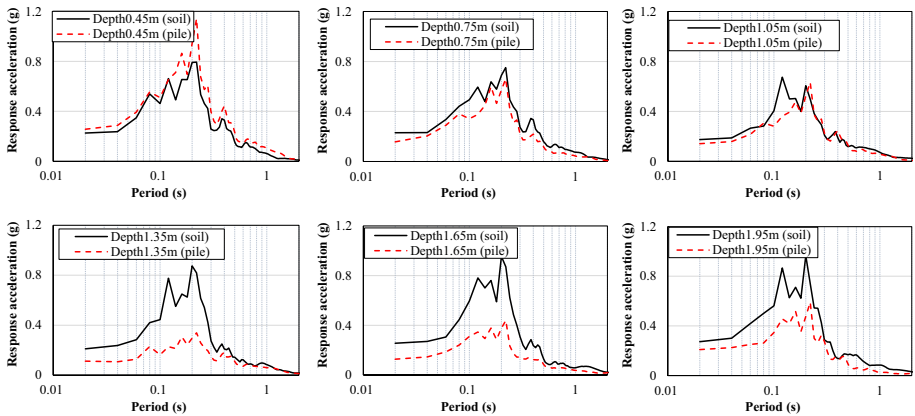 Response acceleration (g)
1.2
0.8
0.4
0
Depth0.45m (soil)
Depth0.45m (pile)
0.01
0.1
1
Period (s)
Response acceleration (g)
1.2
0.8
0.4
0
Depth0.75m (soil)
Depth0.75m (pile)
0.01
0.1
1
Period (s)
Response acceleration (g)
1.2
0.8
0.4
0
Depth1.05m (soil)
Depth1.05m (pile)
0.01
0.1
1
Period (s)
Response acceleration (g)
1.2
0.8
0.4
0
Depth1.35m (soil)
Depth1.35m (pile)
0.01
0.1
1
Period (s)
Response acceleration (g)
1.2
0.8
0.4
0
Depth1.65m (soil)
Depth1.65m (pile)
0.01
0.1
1
Period (s)
Response acceleration (g)
1.2
0.8
0.4
0
Depth1.95m (soil)
Depth1.95m (pile)
0.01
0.1
1
Period (s)